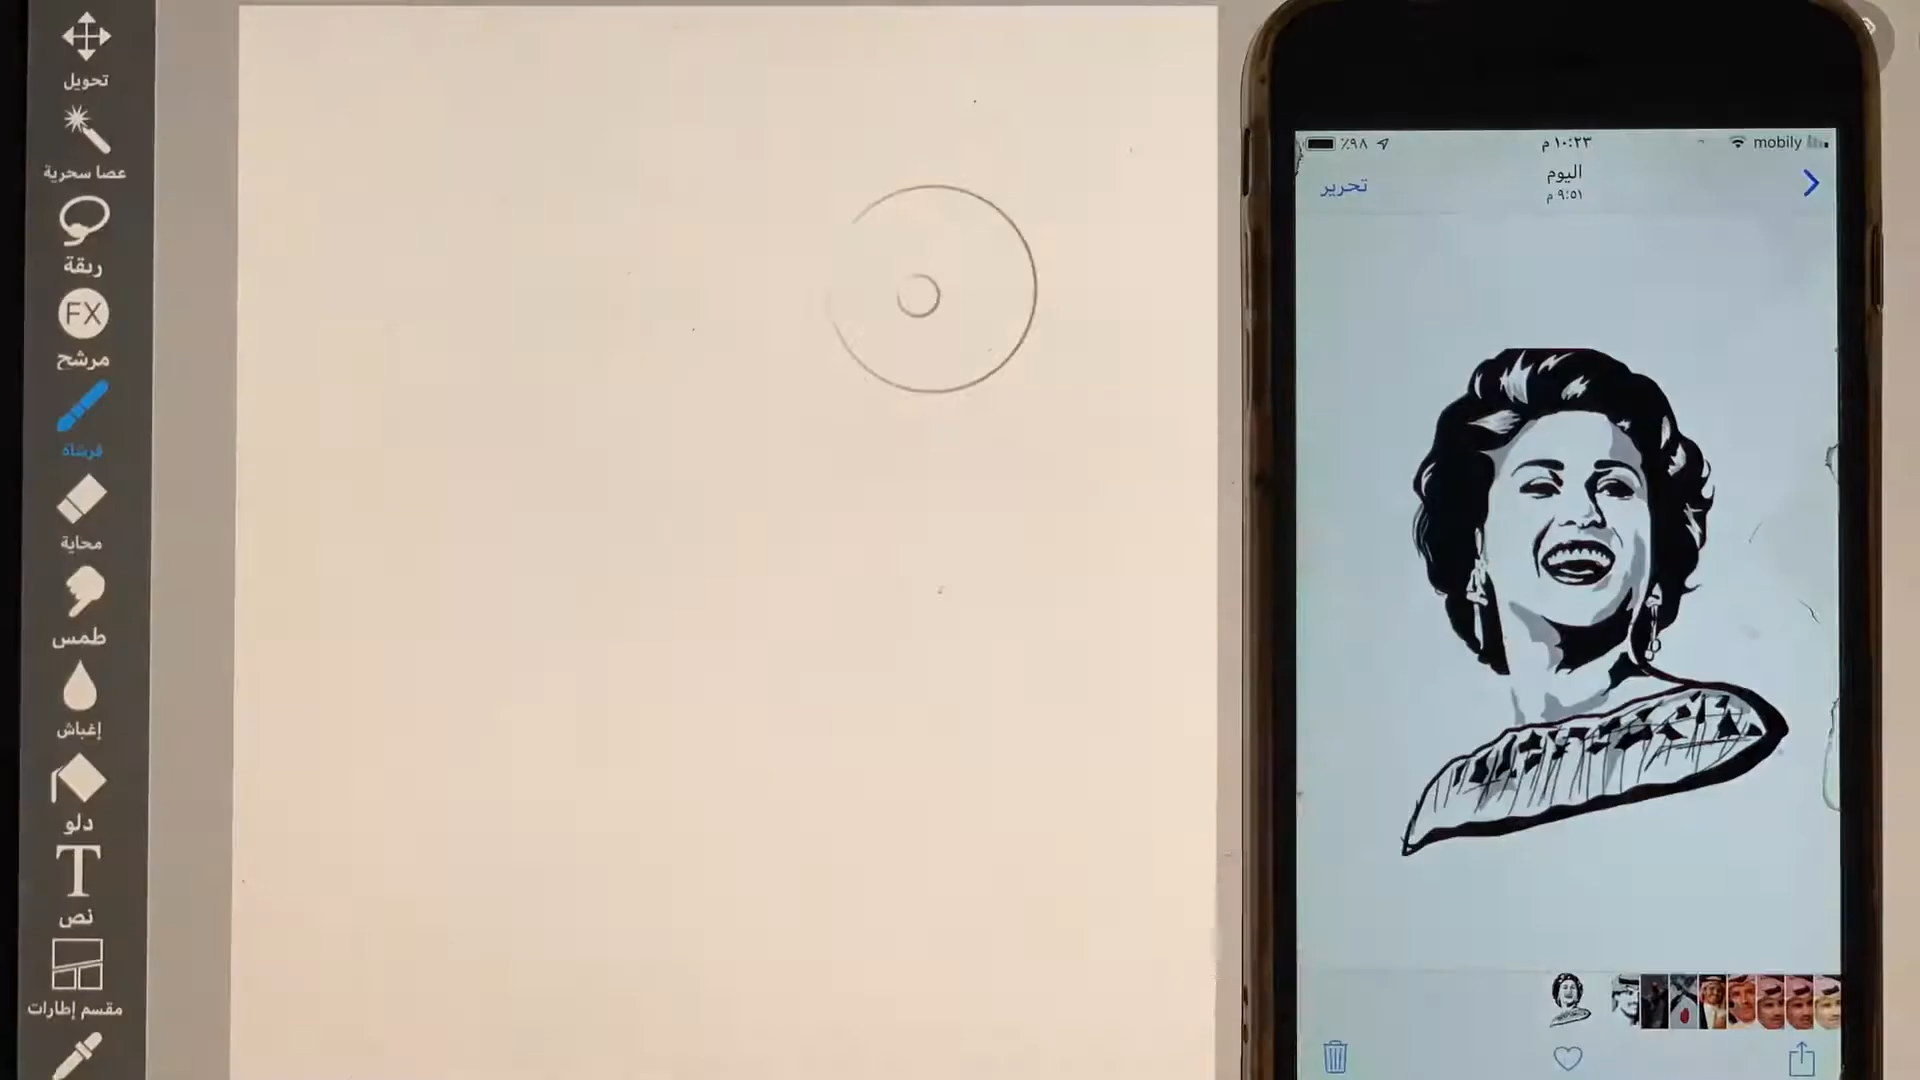 تحويل
عصا سحرية
ربقة
FX
مرشح
فرشاة
محاية
طمس
إغباش
دلو
T
نص
مقسم إطارات
٪٩٨
١٠:٢٣ م
mobily
تحرير
اليوم
٩:٥١ م